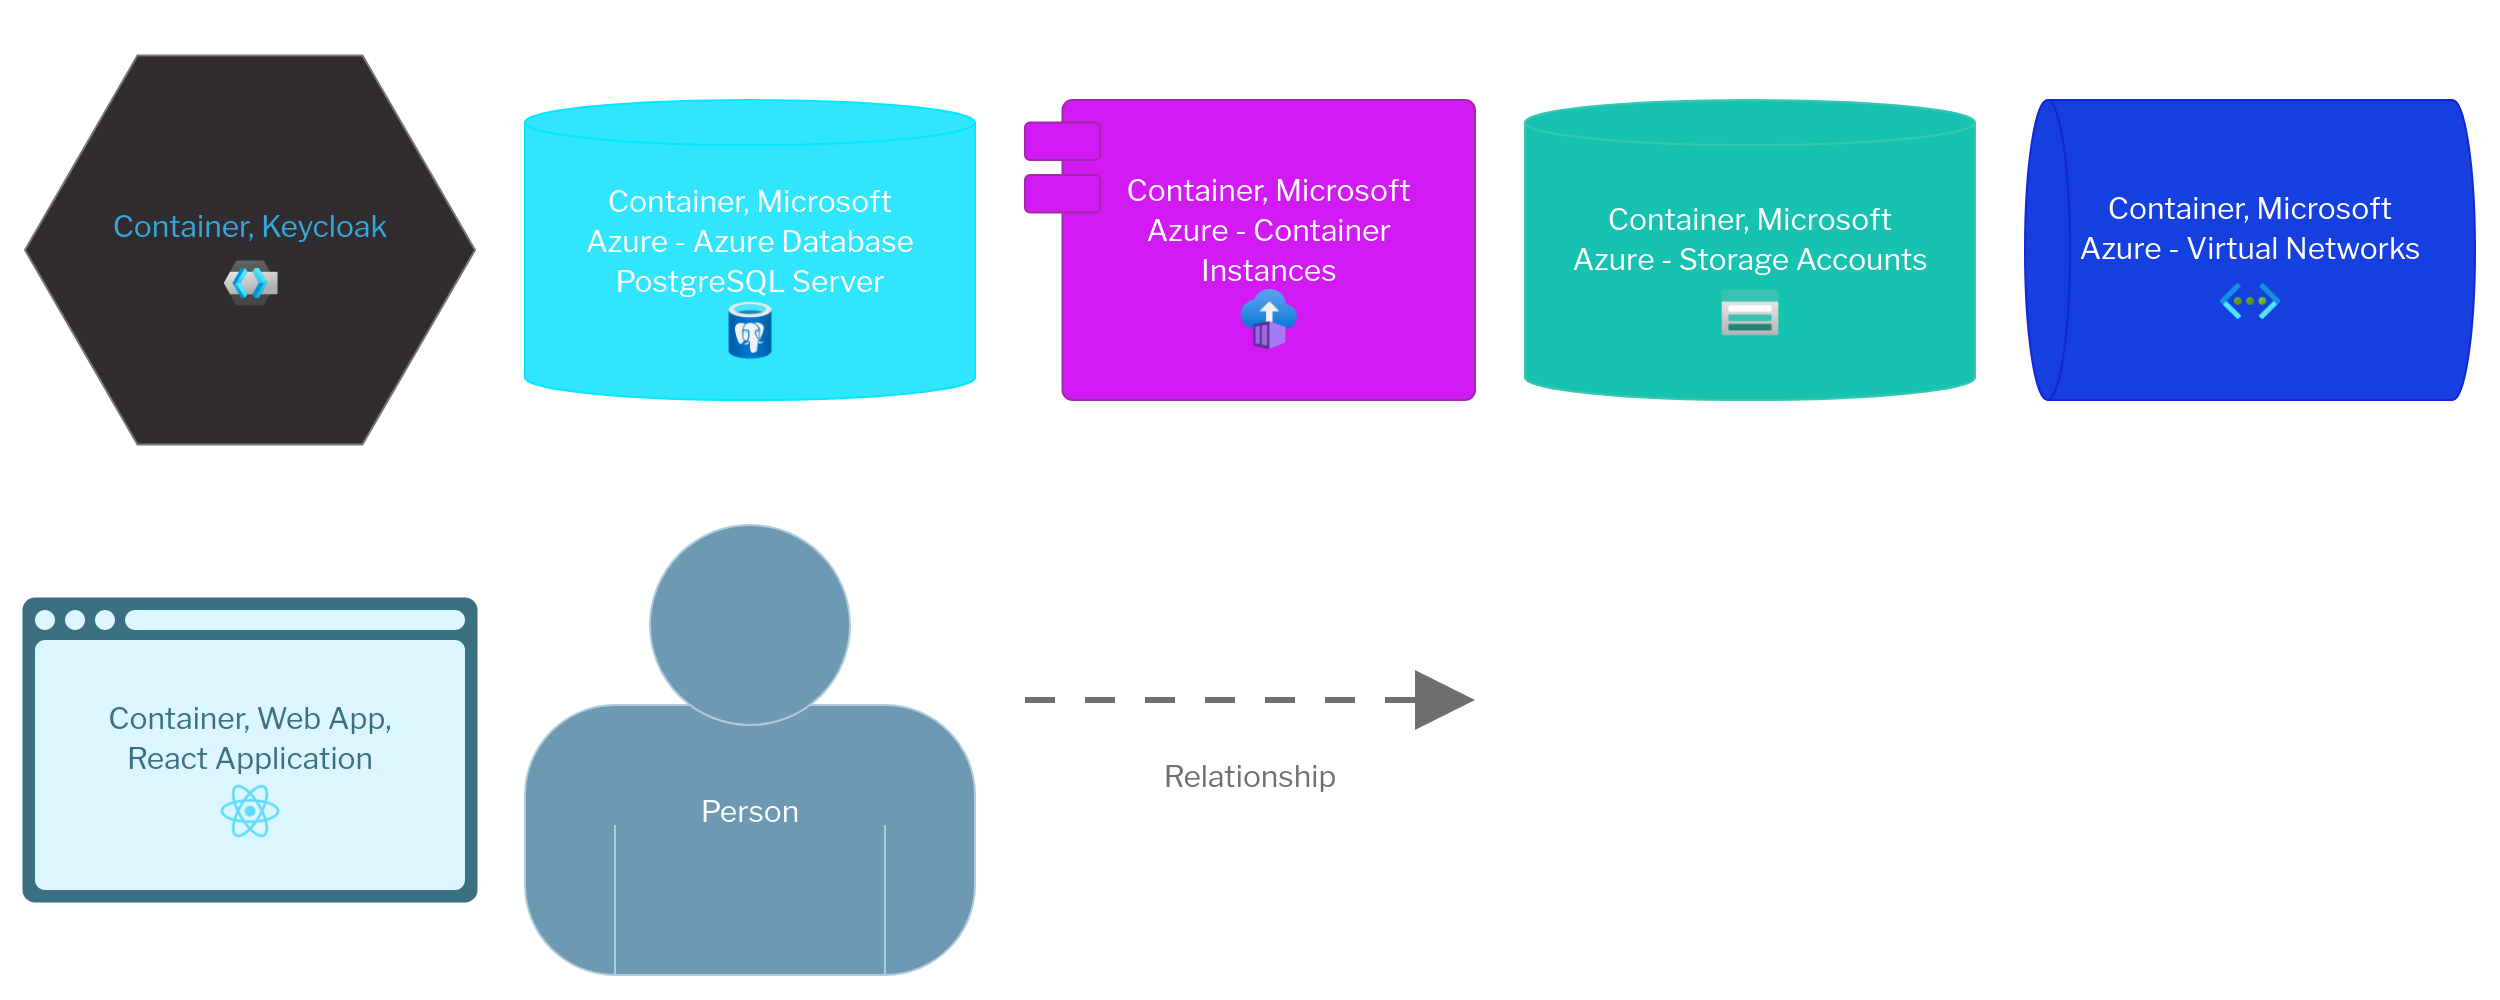 Container, Keycloak
Container, Microsoft
Azure - Azure Database
PostgreSQL Server
Container, Microsoft
Azure - Container
Instances
Container, Microsoft
Azure - Storage Accounts
Container, Microsoft
Azure - Virtual Networks
Container, Web App,
React Application
Person
Relationship